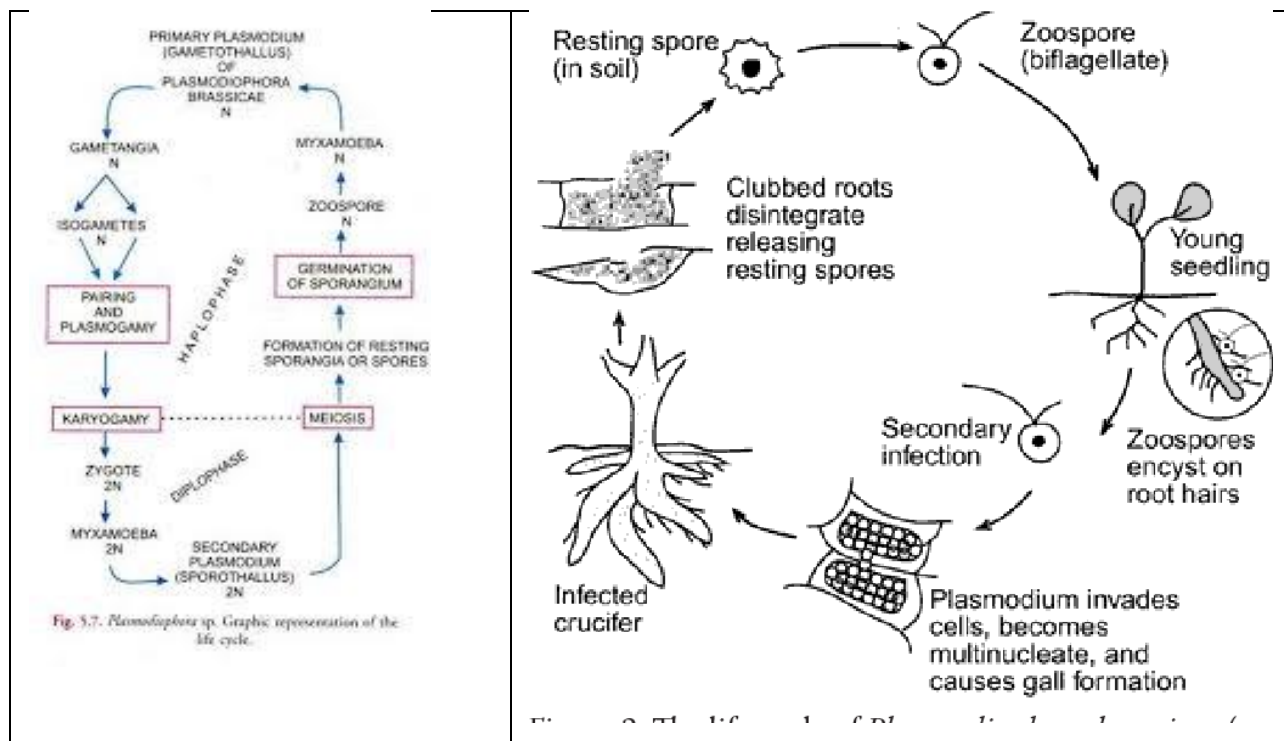 PRIMARY PLASMODIUM
(GAMETOTHALLUS)
OF
PLASMODIOPHORA
BRASSICAE
N
GAMETANGIA
N
ISOGAMETES
N
PAIRING
AND
PLASMOGAMY
KARYOGAMY
ZYGOTE
2N
MYXAMOEBA
2N
SECONDARY
PLASMODIUM
(SPOROTHALLUS)
2N
MEIOSIS
FORMATION OF RESTING
SPORANGIA OR SPORES
GERMINATION
OF SPORANGIUM
ZOOSPORE
N
MYXAMOEBA
N
HAPLOPHASE
DIPLOPHASE
Fig. 5.7. Plasmodiophora sp. Graphic representation of the
life cycle.
Resting spore
(in soil)
Zoospore
(biflagellate)
Young
seedling
Zoospores
encyst on
root hairs
Secondary
infection
Plasmodium invades
cells, becomes
multinucleate, and
causes gall formation
Infected
crucifer
Clubbed roots
disintegrate
releasing
resting spores